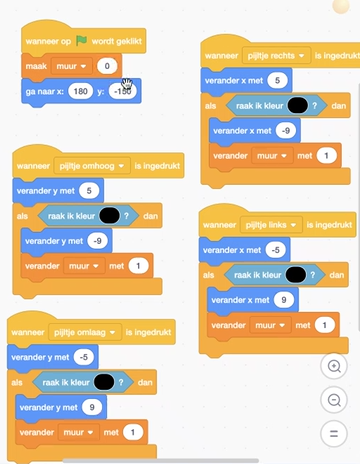 wanneer op wordt geklikt
maak muur 0
ga naar x: 180 y: -150
wanneer pijltje omhoog is ingedrukt
verander y met 5
als raak ik kleur ? dan
verander y met -9
verander muur met 1
wanneer pijltje omlaag is ingedrukt
verander y met -5
als raak ik kleur ? dan
verander y met 9
verander muur met 1
wanneer pijltje rechts is ingedrukt
verander x met 5
als raak ik kleur ? dan
verander x met -9
verander muur met 1
wanneer pijltje links is ingedrukt
verander x met -5
als raak ik kleur ? dan
verander x met 9
verander muur met 1